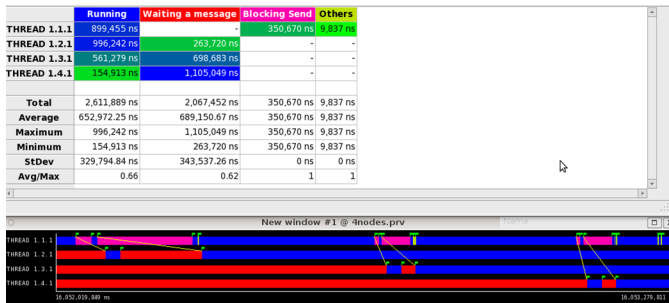 Running Waiting a message Blocking Send Others
THREAD 1.1.1 899,455 ns - 350,670 ns 9,837 ns
THREAD 1.2.1 996,242 ns 263,720 ns - -
THREAD 1.3.1 561,279 ns 698,683 ns - -
THREAD 1.4.1 154,913 ns 1,105,049 ns - -
Total 2,611,889 ns 2,067,452 ns 350,670 ns 9,837 ns
Average 652,972.25 ns 689,150.67 ns 350,670 ns 9,837 ns
Maximum 996,242 ns 1,105,049 ns 350,670 ns 9,837 ns
Minimum 154,913 ns 263,720 ns 350,670 ns 9,837 ns
StDev 329,794.84 ns 343,537.26 ns 0 ns 0 ns
Avg/Max 0.66 0.62 1 1
New window #1 @ 4nodes.prv
Name
THREAD 1.1.1
THREAD 1.2.1
THREAD 1.3.1
THREAD 1.4.1
16,052,019,849 ns 16,053,279,811